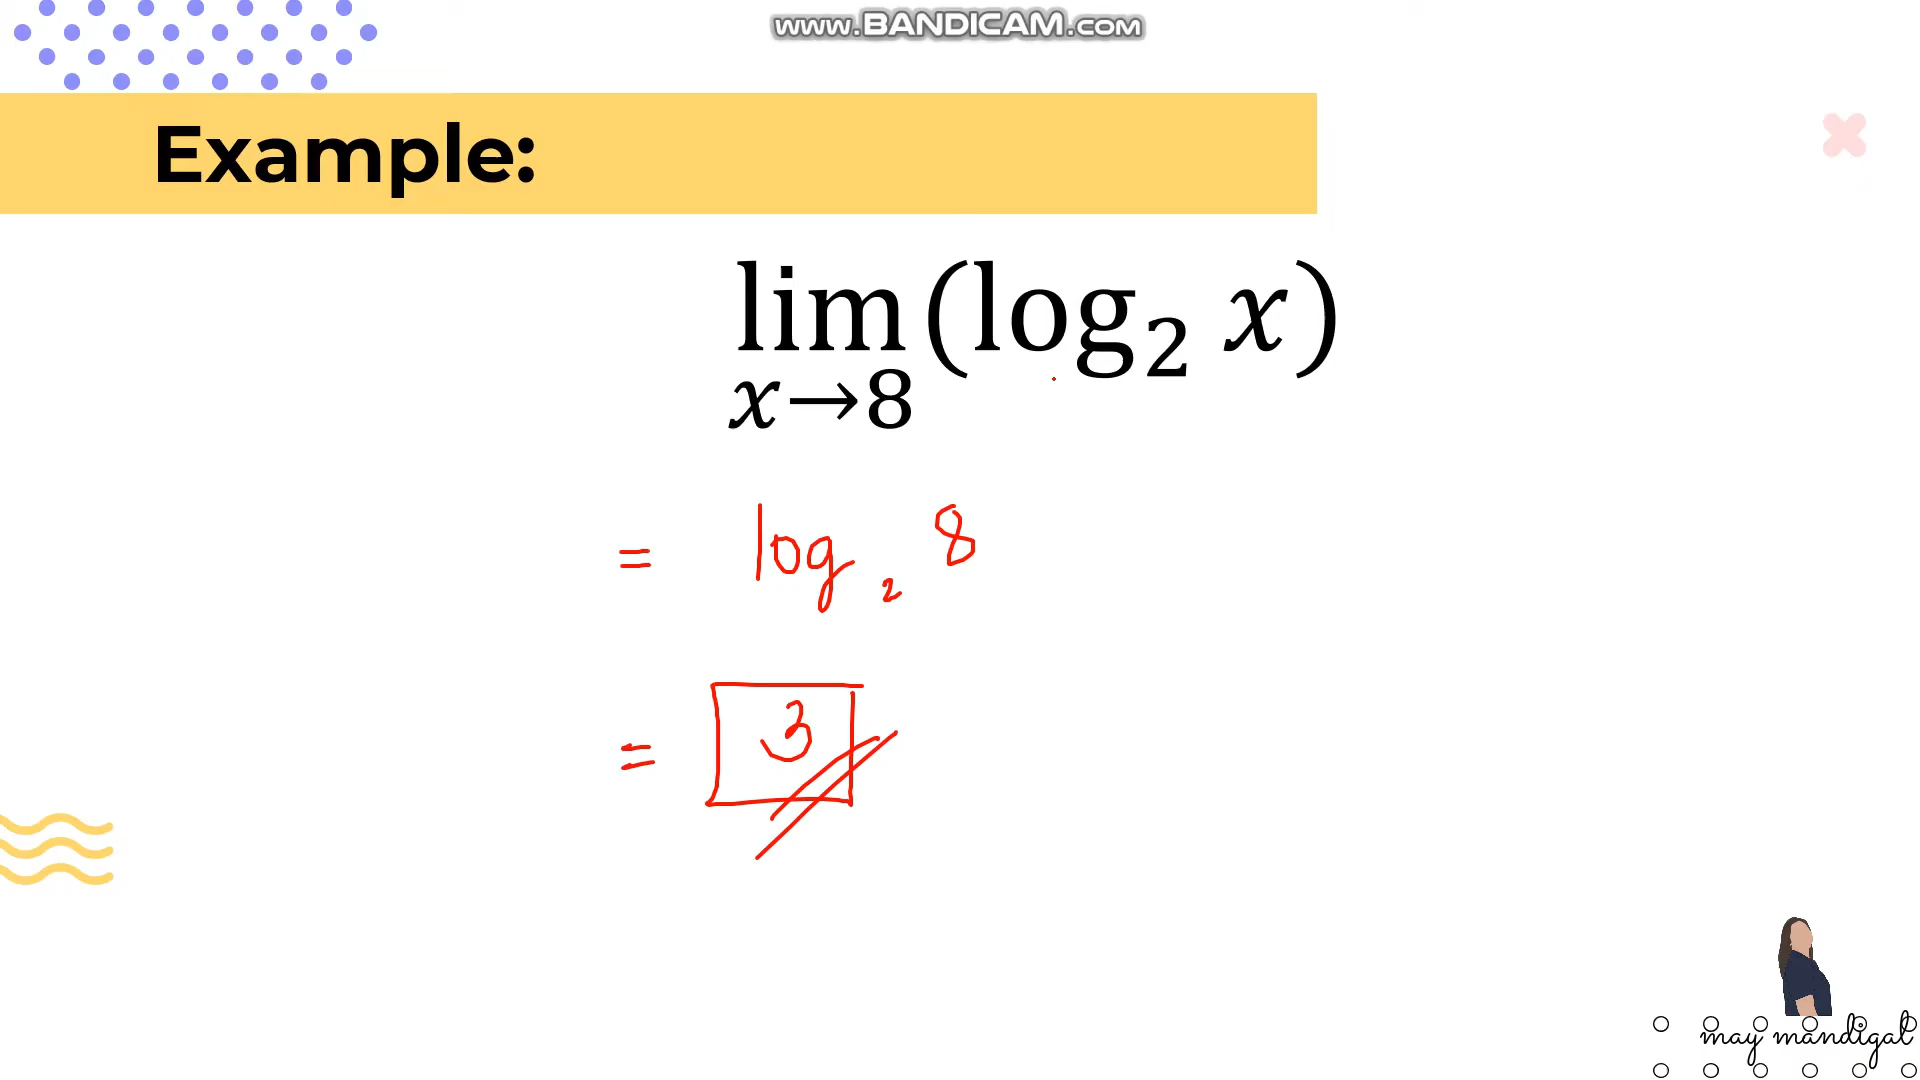 www.BANDICAM.com
Example:
lim (log₂ x)
x→8
= log₂ 8
= 3
may mandigal